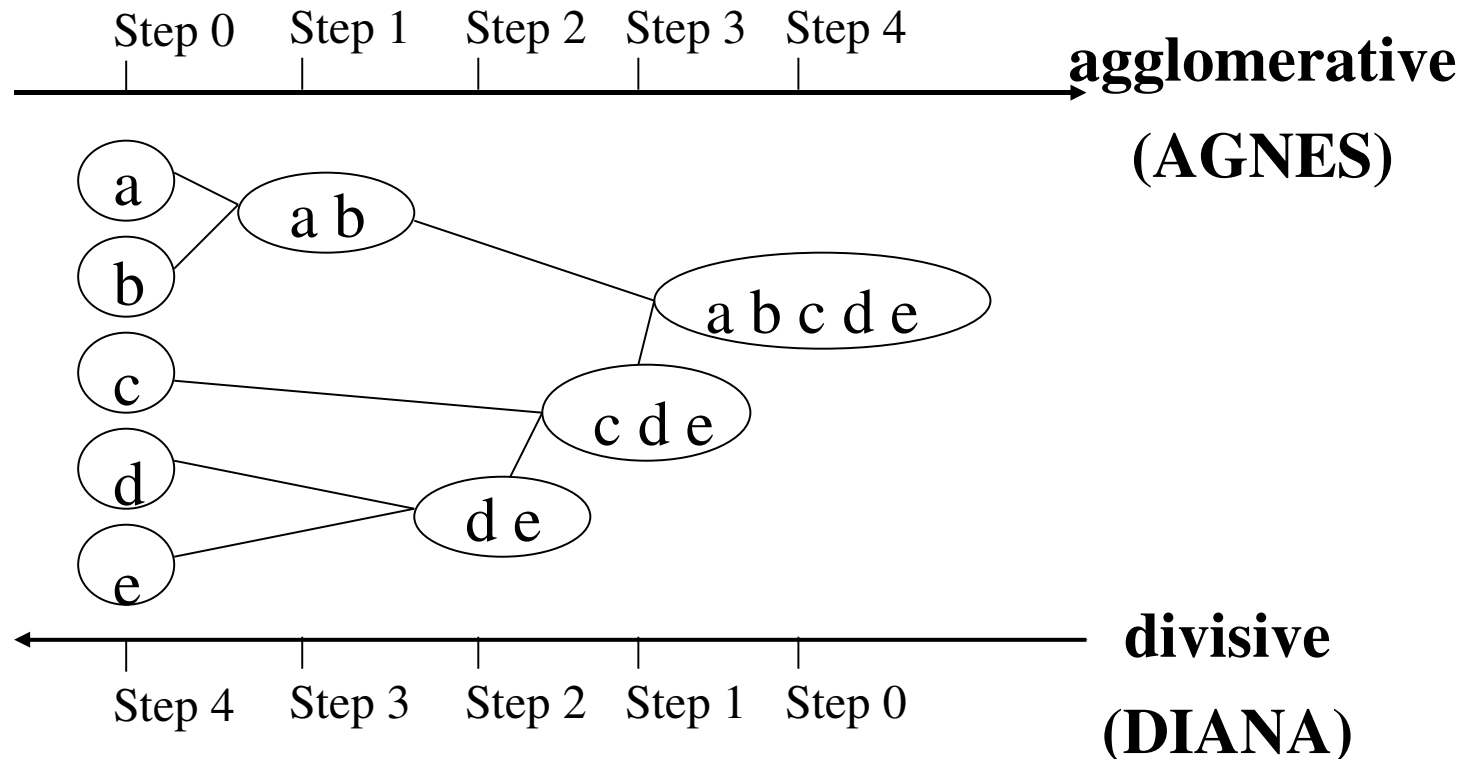 Step 0 Step 1 Step 2 Step 3 Step 4
agglomerative
(AGNES)
a
a b
b
a b c d e
c
c d e
d
d e
e
divisive
Step 4 Step 3 Step 2 Step 1 Step 0
(DIANA)